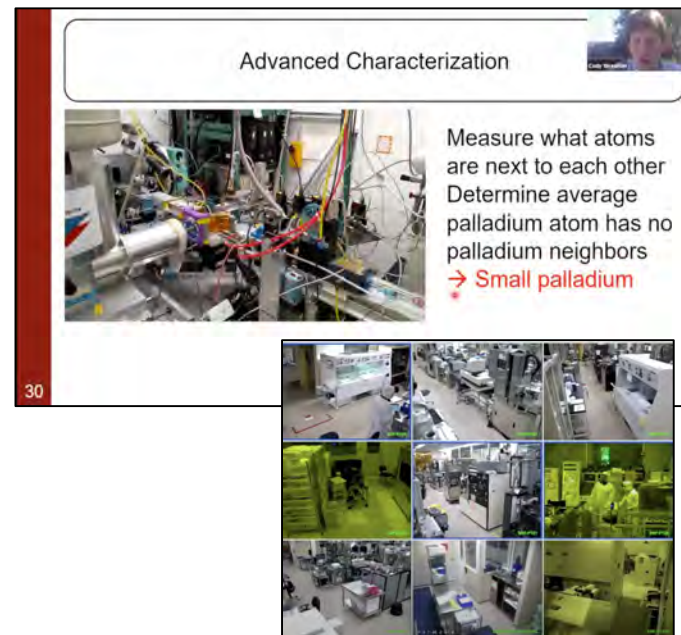 Advanced Characterization
Measure what atoms
are next to each other
Determine average
palladium atom has no
palladium neighbors
→ Small palladium
30